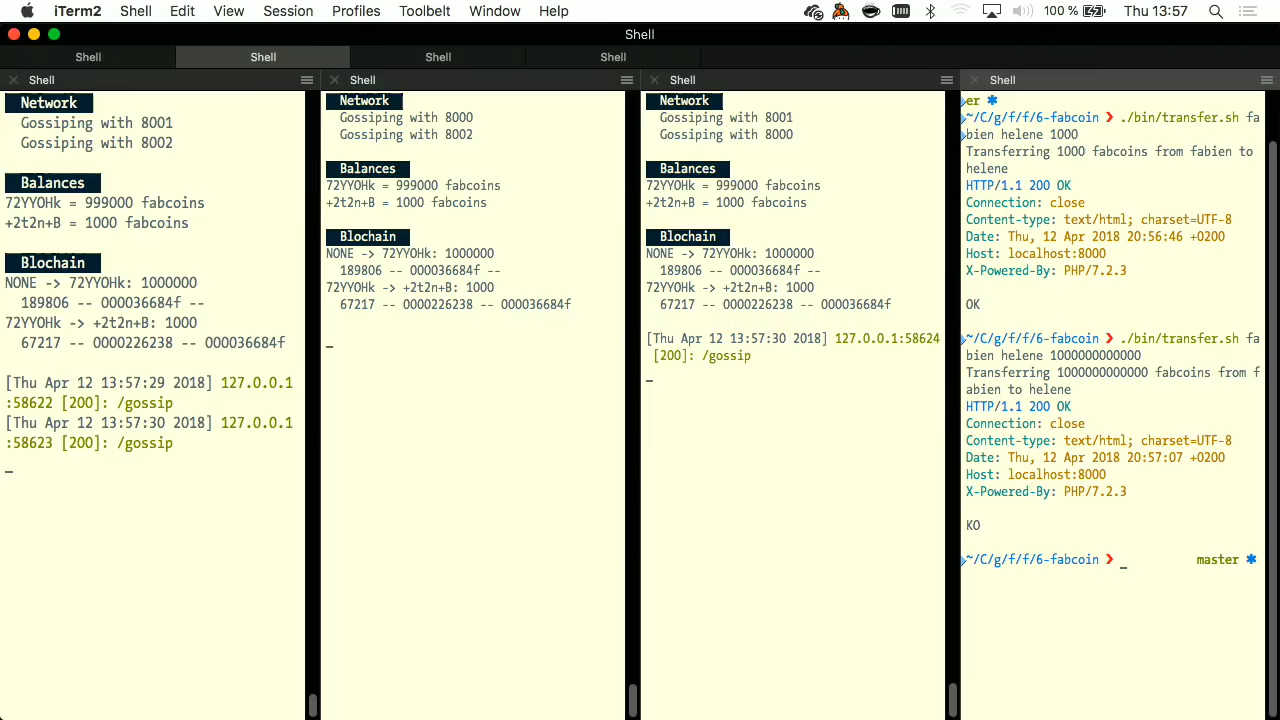 iTerm2 Shell Edit View Session Profiles Toolbelt Window Help 100 % Thu 13:57
Shell
Shell Shell Shell Shell
Shell
Network
Gossiping with 8001
Gossiping with 8002
Balances
72YYOHk = 999000 fabcoins
+2t2n+B = 1000 fabcoins
Blochain
NONE -> 72YYOHk: 1000000
189806 -- 000036684f --
72YYOHk -> +2t2n+B: 1000
67217 -- 0000226238 -- 000036684f
[Thu Apr 12 13:57:29 2018] 127.0.0.1
:58622 [200]: /gossip
[Thu Apr 12 13:57:30 2018] 127.0.0.1
:58623 [200]: /gossip
_
Shell
Network
Gossiping with 8000
Gossiping with 8002
Balances
72YYOHk = 999000 fabcoins
+2t2n+B = 1000 fabcoins
Blochain
NONE -> 72YYOHk: 1000000
189806 -- 000036684f --
72YYOHk -> +2t2n+B: 1000
67217 -- 0000226238 -- 000036684f
_
Shell
Network
Gossiping with 8001
Gossiping with 8000
Balances
72YYOHk = 999000 fabcoins
+2t2n+B = 1000 fabcoins
Blochain
NONE -> 72YYOHk: 1000000
189806 -- 000036684f --
72YYOHk -> +2t2n+B: 1000
67217 -- 0000226238 -- 000036684f
[Thu Apr 12 13:57:30 2018] 127.0.0.1:58624
[200]: /gossip
_
Shell
er ✱
~/C/g/f/f/6-fabcoin ❯ ./bin/transfer.sh fa
bien helene 1000
Transferring 1000 fabcoins from fabien to
helene
HTTP/1.1 200 OK
Connection: close
Content-type: text/html; charset=UTF-8
Date: Thu, 12 Apr 2018 20:56:46 +0200
Host: localhost:8000
X-Powered-By: PHP/7.2.3
OK
~/C/g/f/f/6-fabcoin ❯ ./bin/transfer.sh fa
bien helene 1000000000000
Transferring 1000000000000 fabcoins from f
abien to helene
HTTP/1.1 200 OK
Connection: close
Content-type: text/html; charset=UTF-8
Date: Thu, 12 Apr 2018 20:57:07 +0200
Host: localhost:8000
X-Powered-By: PHP/7.2.3
KO
~/C/g/f/f/6-fabcoin ❯ _ master ✱